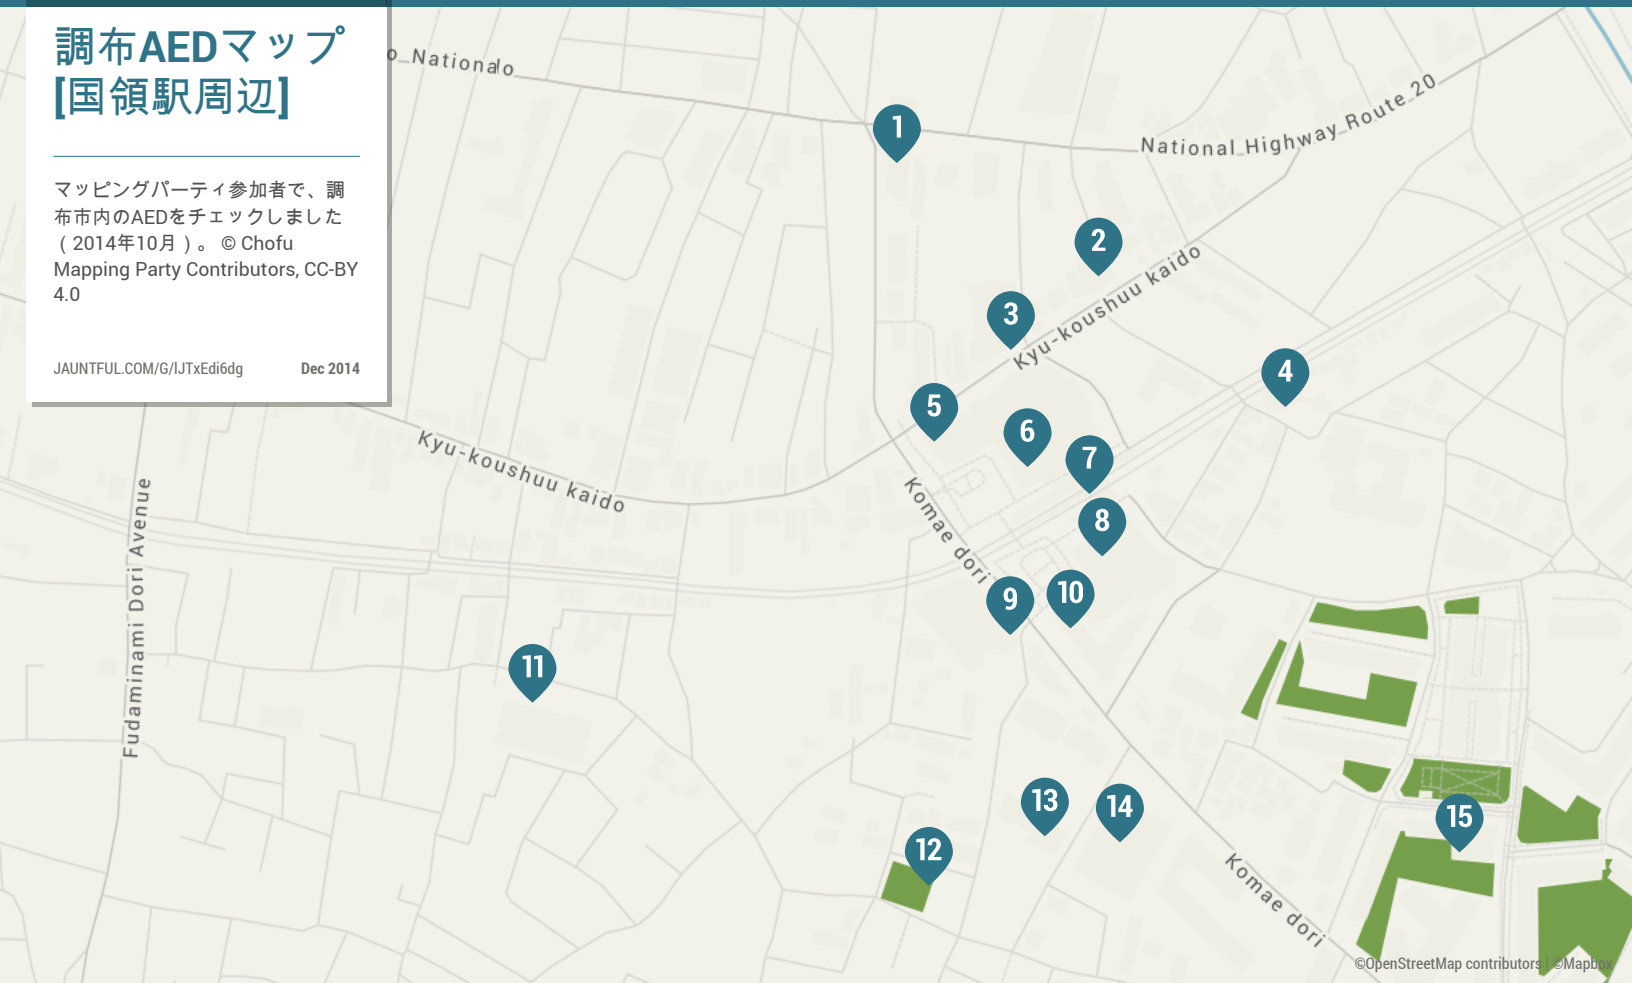 調布AEDマップ
[国領駅周辺]
マッピングパーティ参加者で、調
布市内のAEDをチェックしました
（2014年10月）。 © Chofu
Mapping Party Contributors, CC-BY
4.0
JAUNTFUL.COM/G/lJTxEdi6dg
Dec 2014
o National o
National Highway Route 20
1
2
Kyu-koushuu kaido
3
4
5
6
7
Kyu-koushuu kaido
Komae dori
8
9
10
Fudaminami Dori Avenue
11
13
14
15
12
Komae dori
©OpenStreetMap contributors | ©Mapbox